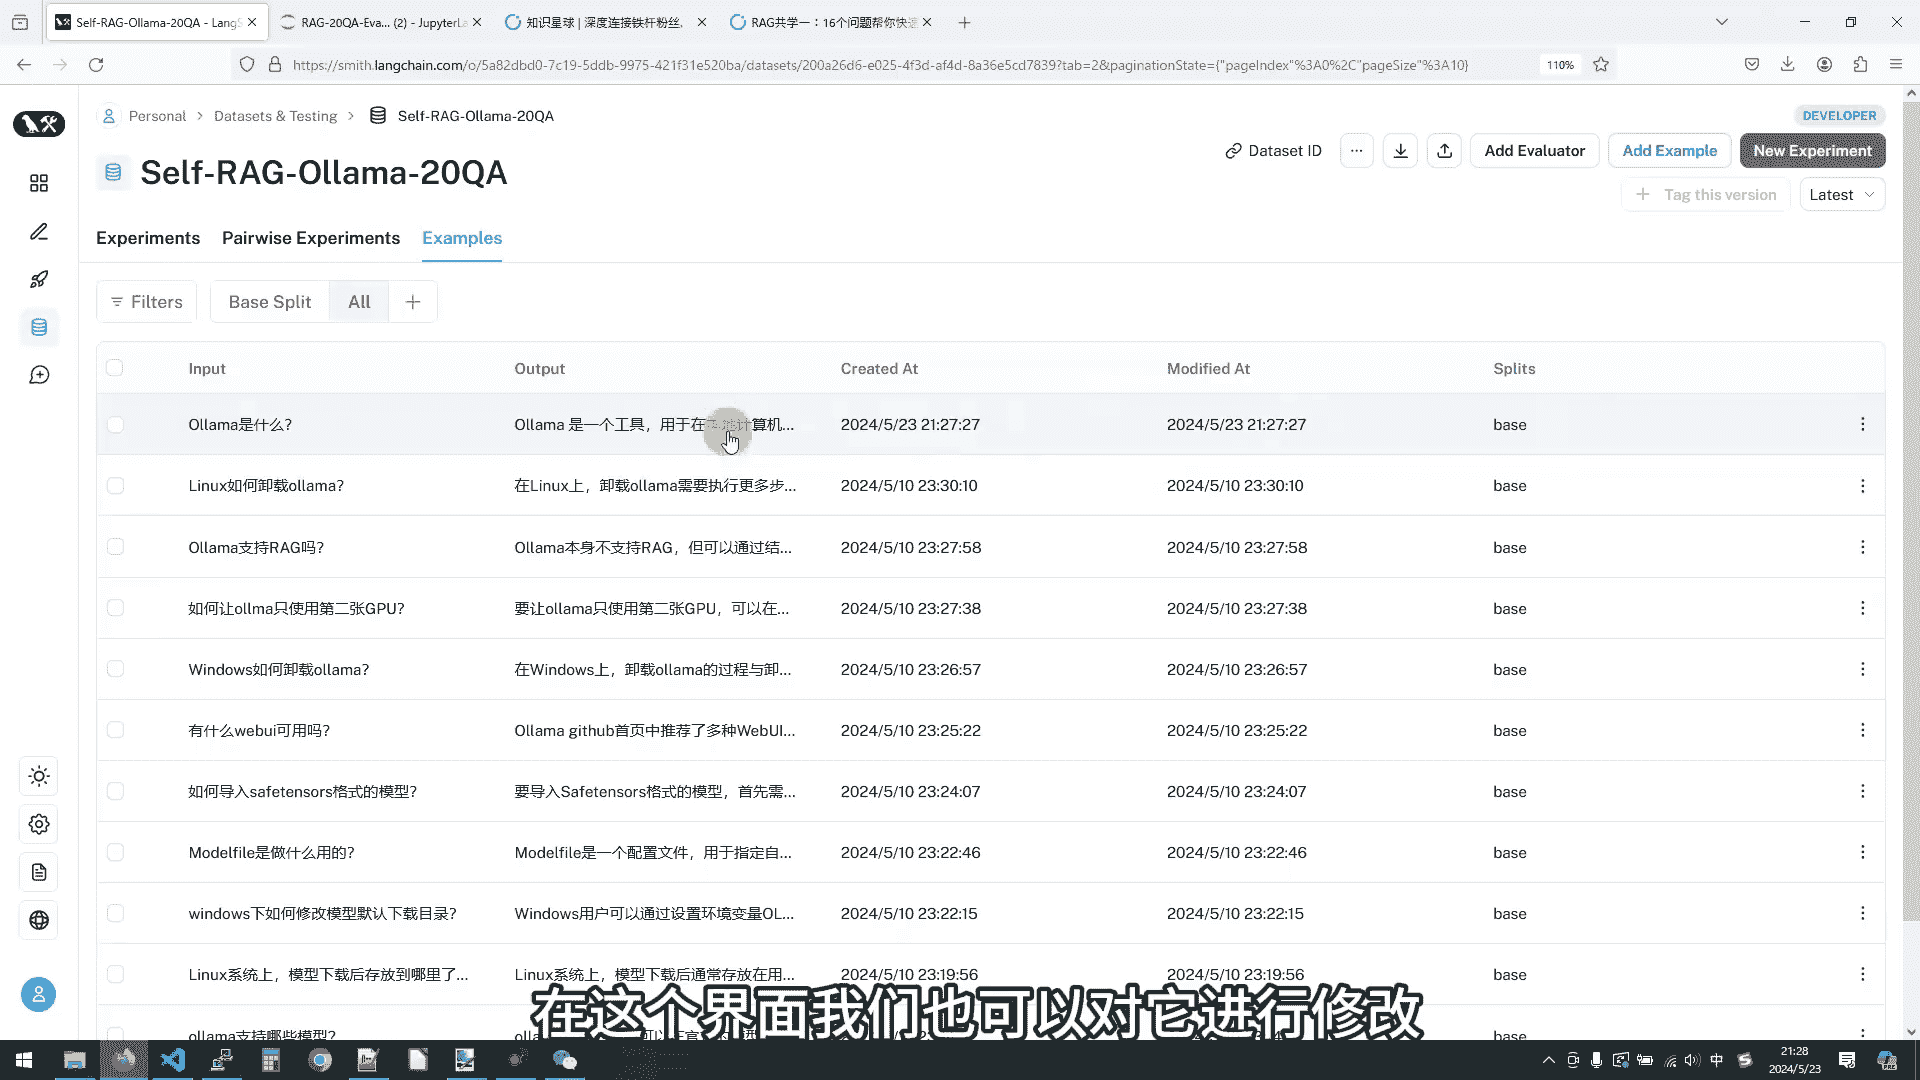 Self-RAG-Ollama-20QA - LangS
RAG-20QA-Eva... (2) - JupyterLa
知识星球 | 深度连接铁杆粉丝,
RAG共学一：16个问题帮你快速
https://smith.langchain.com/o/5a82dbd0-7c19-5ddb-9975-421f31e520ba/datasets/200a26d6-e025-4f3d-af4d-8a36e5cd7839?tab=2&paginationState={"pageIndex"%3A0%2C"pageSize"%3A10}
110%
Personal > Datasets & Testing > Self-RAG-Ollama-20QA
DEVELOPER
Dataset ID
Add Evaluator
Add Example
New Experiment
Self-RAG-Ollama-20QA
+ Tag this version
Latest
Experiments Pairwise Experiments Examples
Filters Base Split All +
Input Output Created At Modified At Splits
Ollama是什么? Ollama 是一个工具，用于在本地计算机... 2024/5/23 21:27:27 2024/5/23 21:27:27 base
Linux如何卸载ollama? 在Linux上，卸载ollama需要执行更多步... 2024/5/10 23:30:10 2024/5/10 23:30:10 base
Ollama支持RAG吗? Ollama本身不支持RAG，但可以通过结... 2024/5/10 23:27:58 2024/5/10 23:27:58 base
如何让ollma只使用第二张GPU? 要让ollama只使用第二张GPU，可以在... 2024/5/10 23:27:38 2024/5/10 23:27:38 base
Windows如何卸载ollama? 在Windows上，卸载ollama的过程与卸... 2024/5/10 23:26:57 2024/5/10 23:26:57 base
有什么webui可用吗? Ollama github首页中推荐了多种WebUI... 2024/5/10 23:25:22 2024/5/10 23:25:22 base
如何导入safetensors格式的模型? 要导入Safetensors格式的模型，首先需... 2024/5/10 23:24:07 2024/5/10 23:24:07 base
Modelfile是做什么用的? Modelfile是一个配置文件，用于指定自... 2024/5/10 23:22:46 2024/5/10 23:22:46 base
windows下如何修改模型默认下载目录? Windows用户可以通过设置环境变量OL... 2024/5/10 23:22:15 2024/5/10 23:22:15 base
Linux系统上，模型下载后存放到哪里了... Linux系统上，模型下载后通常存放在用... 2024/5/10 23:19:56 2024/5/10 23:19:56 base
ollama支持哪些模型?
在这个界面我们也可以对它进行修改
中
21:28
2024/5/23